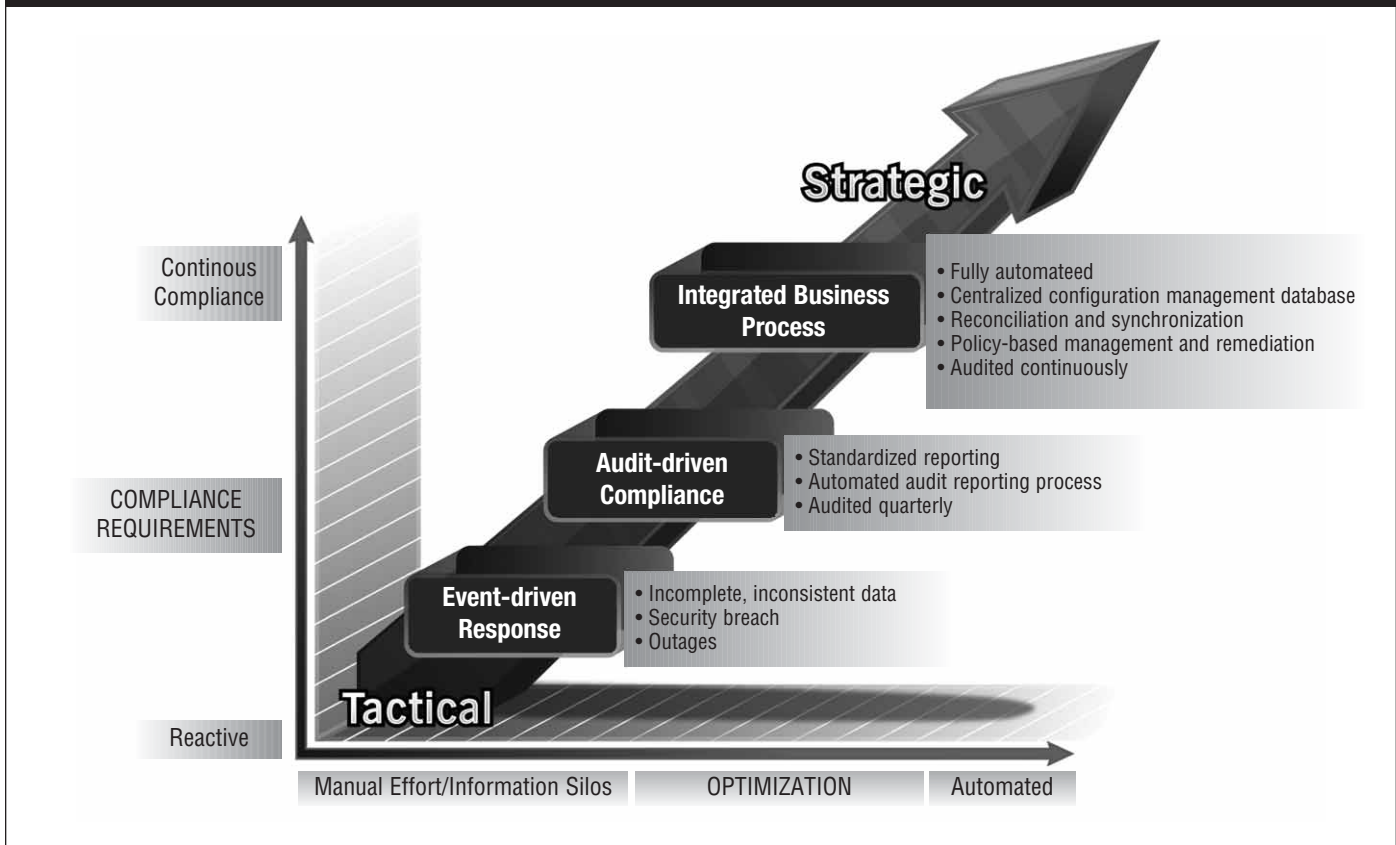 Strategic
Continous
Compliance
Integrated Business
Process
• Fully automateed
• Centralized configuration management database
• Reconciliation and synchronization
• Policy-based management and remediation
• Audited continuously
COMPLIANCE
REQUIREMENTS
Audit-driven
Compliance
• Standardized reporting
• Automated audit reporting process
• Audited quarterly
Event-driven
Response
• Incomplete, inconsistent data
• Security breach
• Outages
Tactical
Reactive
Manual Effort/Information Silos
OPTIMIZATION
Automated